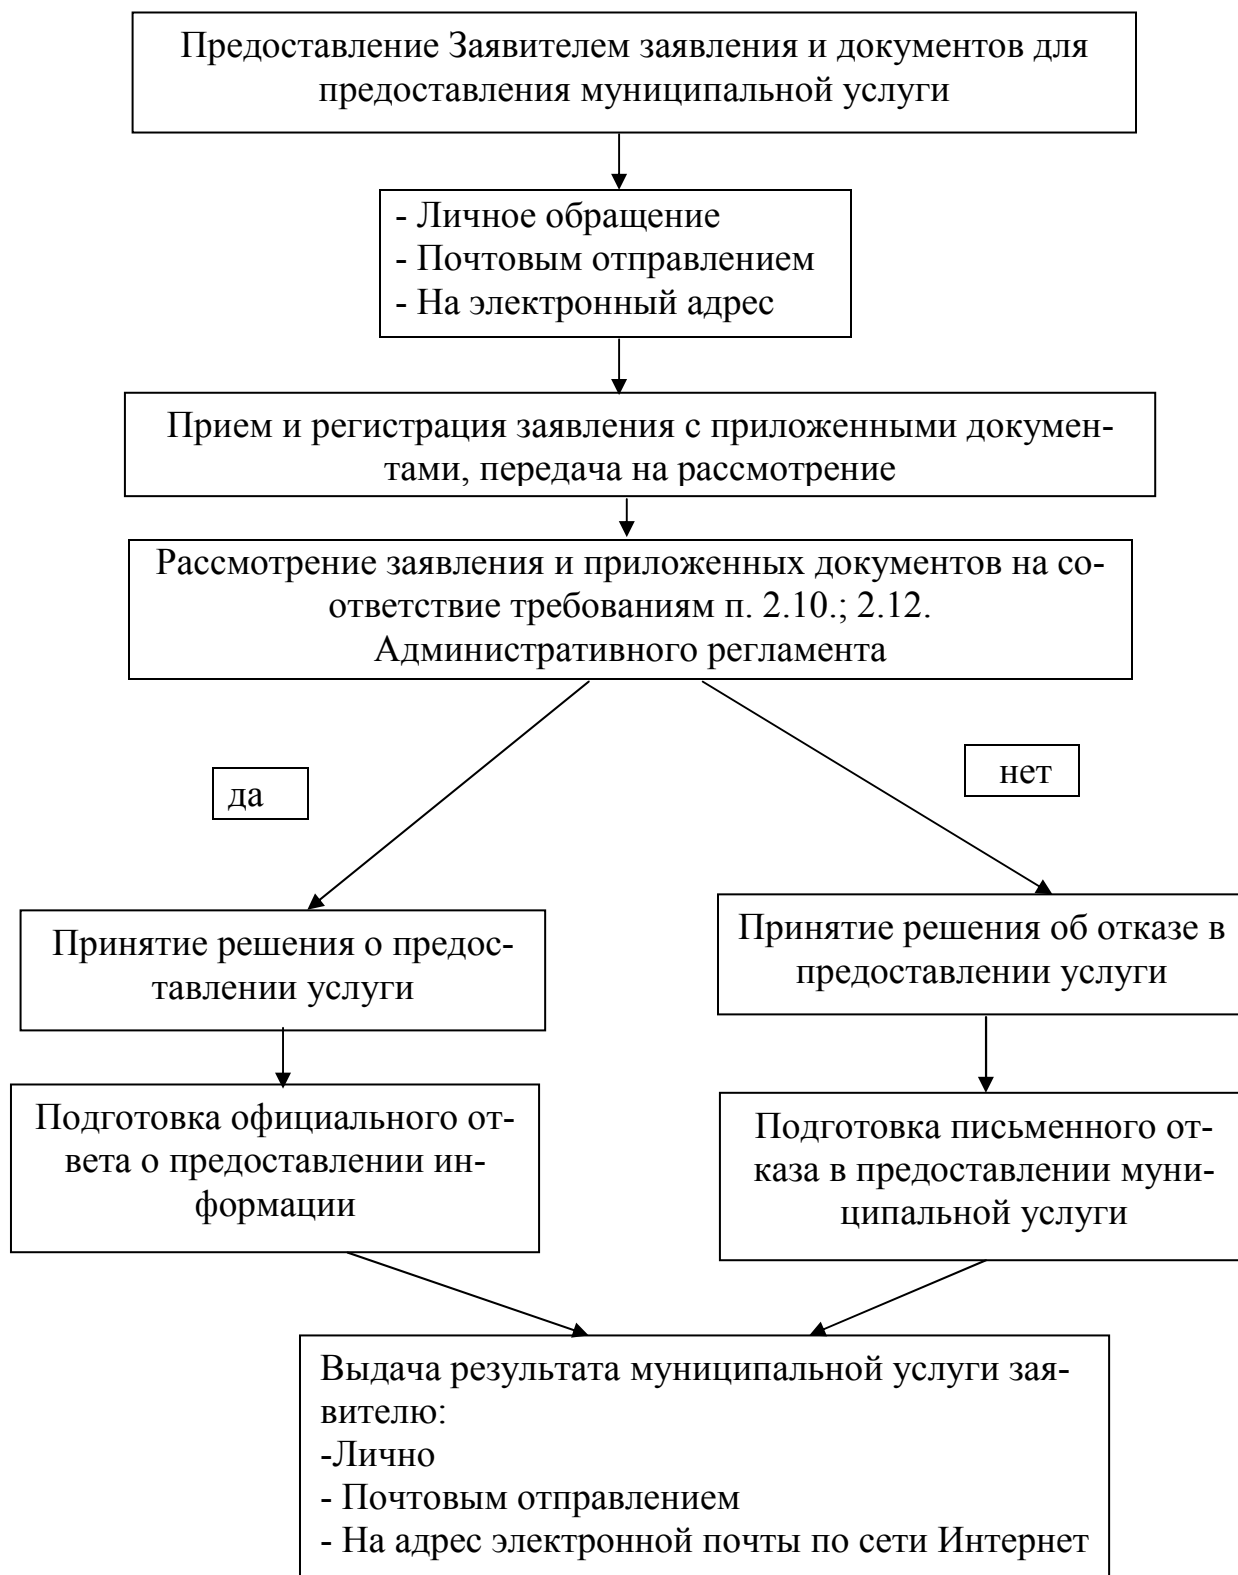 Предоставление Заявителем заявления и документов для
предоставления муниципальной услуги
- Личное обращение
- Почтовым отправлением
- На электронный адрес
Прием и регистрация заявления с приложенными докумен-
тами, передача на рассмотрение
Рассмотрение заявления и приложенных документов на со-
ответствие требованиям п. 2.10.; 2.12.
Административного регламента
да
нет
Принятие решения о предос-
тавлении услуги
Принятие решения об отказе в
предоставлении услуги
Подготовка официального от-
вета о предоставлении ин-
формации
Подготовка письменного от-
каза в предоставлении муни-
ципальной услуги
Выдача результата муниципальной услуги зая-
вителю:
-Лично
- Почтовым отправлением
- На адрес электронной почты по сети Интернет